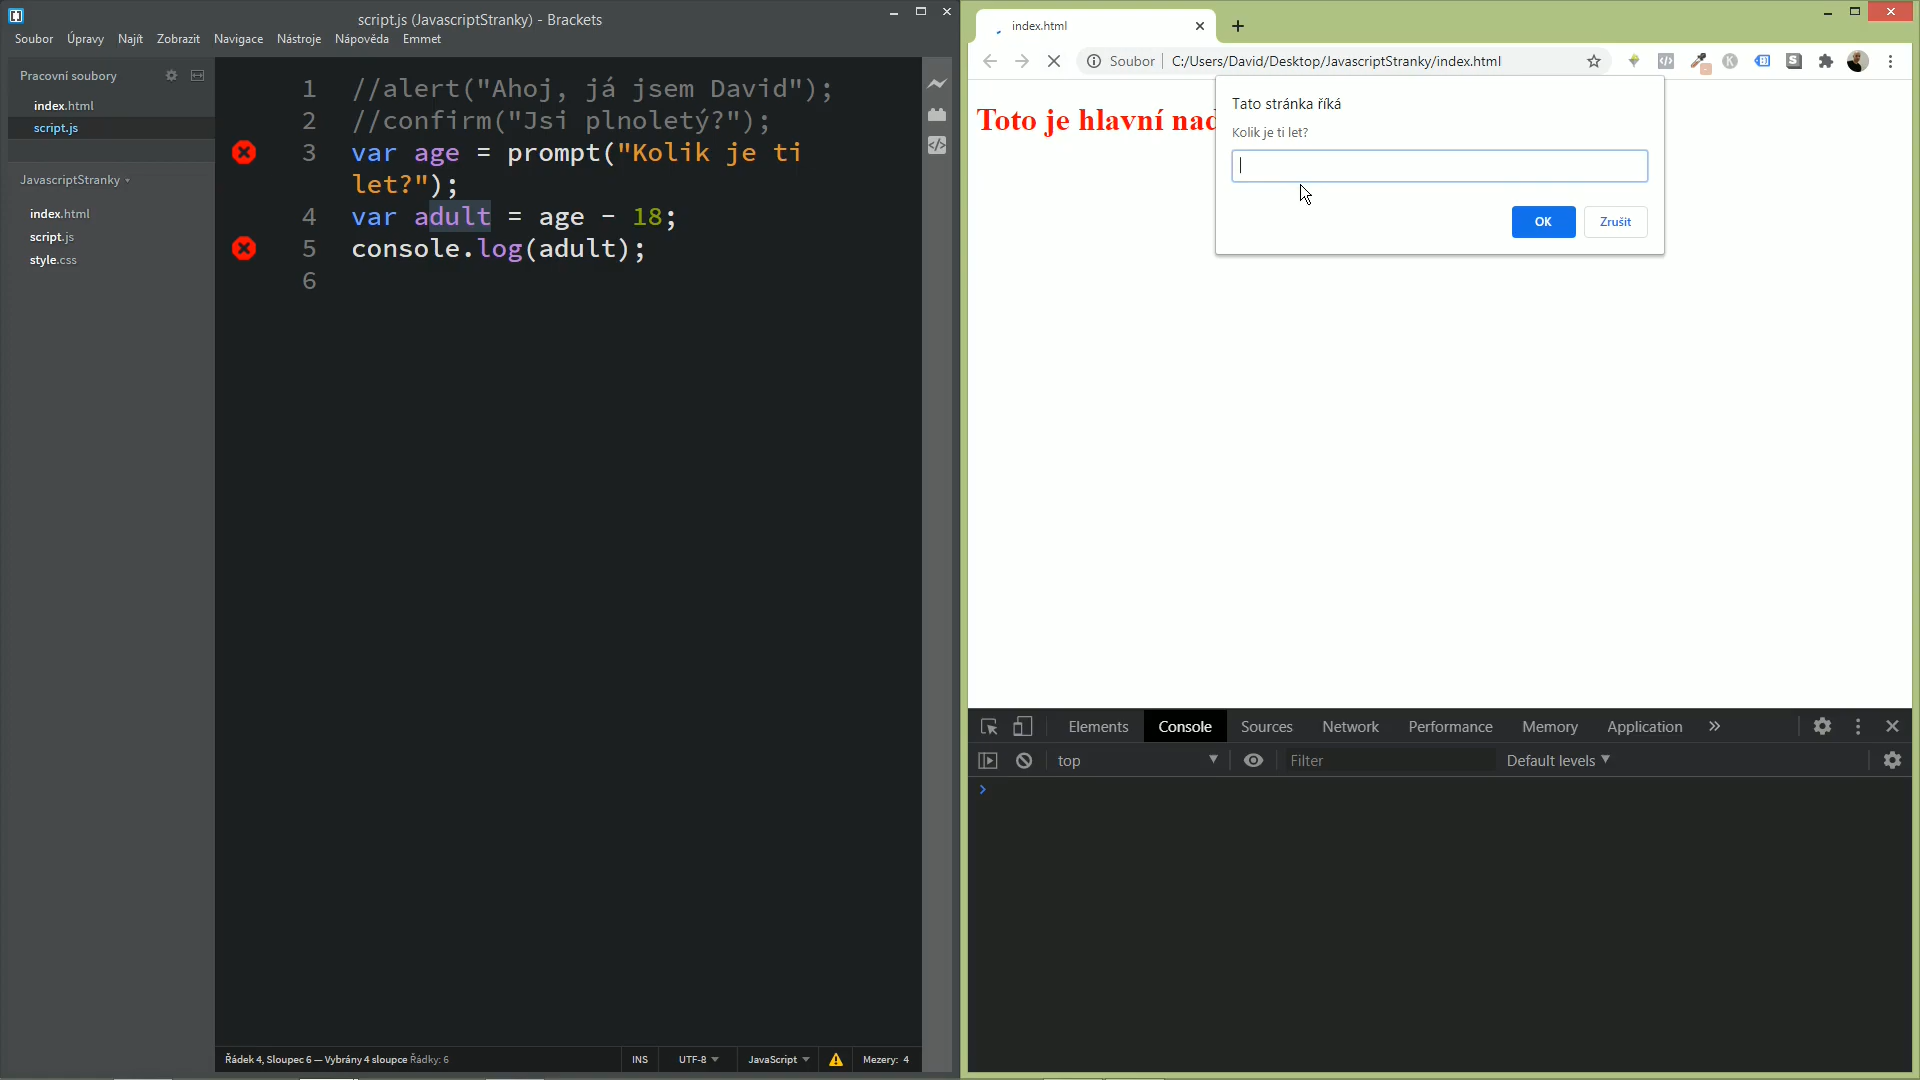 script.js (JavascriptStranky) - Brackets
Soubor Úpravy Najít Zobrazit Navigace Nástroje Nápověda Emmet
Pracovní soubory
index.html
script.js
JavascriptStranky
index.html
script.js
style.css
1 //alert("Ahoj, já jsem David");
2 //confirm("Jsi plnoletý?");
3 var age = prompt("Kolik je ti
let?");
4 var adult = age - 18;
5 console.log(adult);
6
Řádek 4, Sloupec 6 — Vybrány 4 sloupce Řádky: 6
INS UTF-8 JavaScript Mezery: 4
index.html
Soubor C:/Users/David/Desktop/JavascriptStranky/index.html
Toto je hlavní nad
Tato stránka říká
Kolik je ti let?
OK Zrušit
Elements Console Sources Network Performance Memory Application »
top Filter Default levels